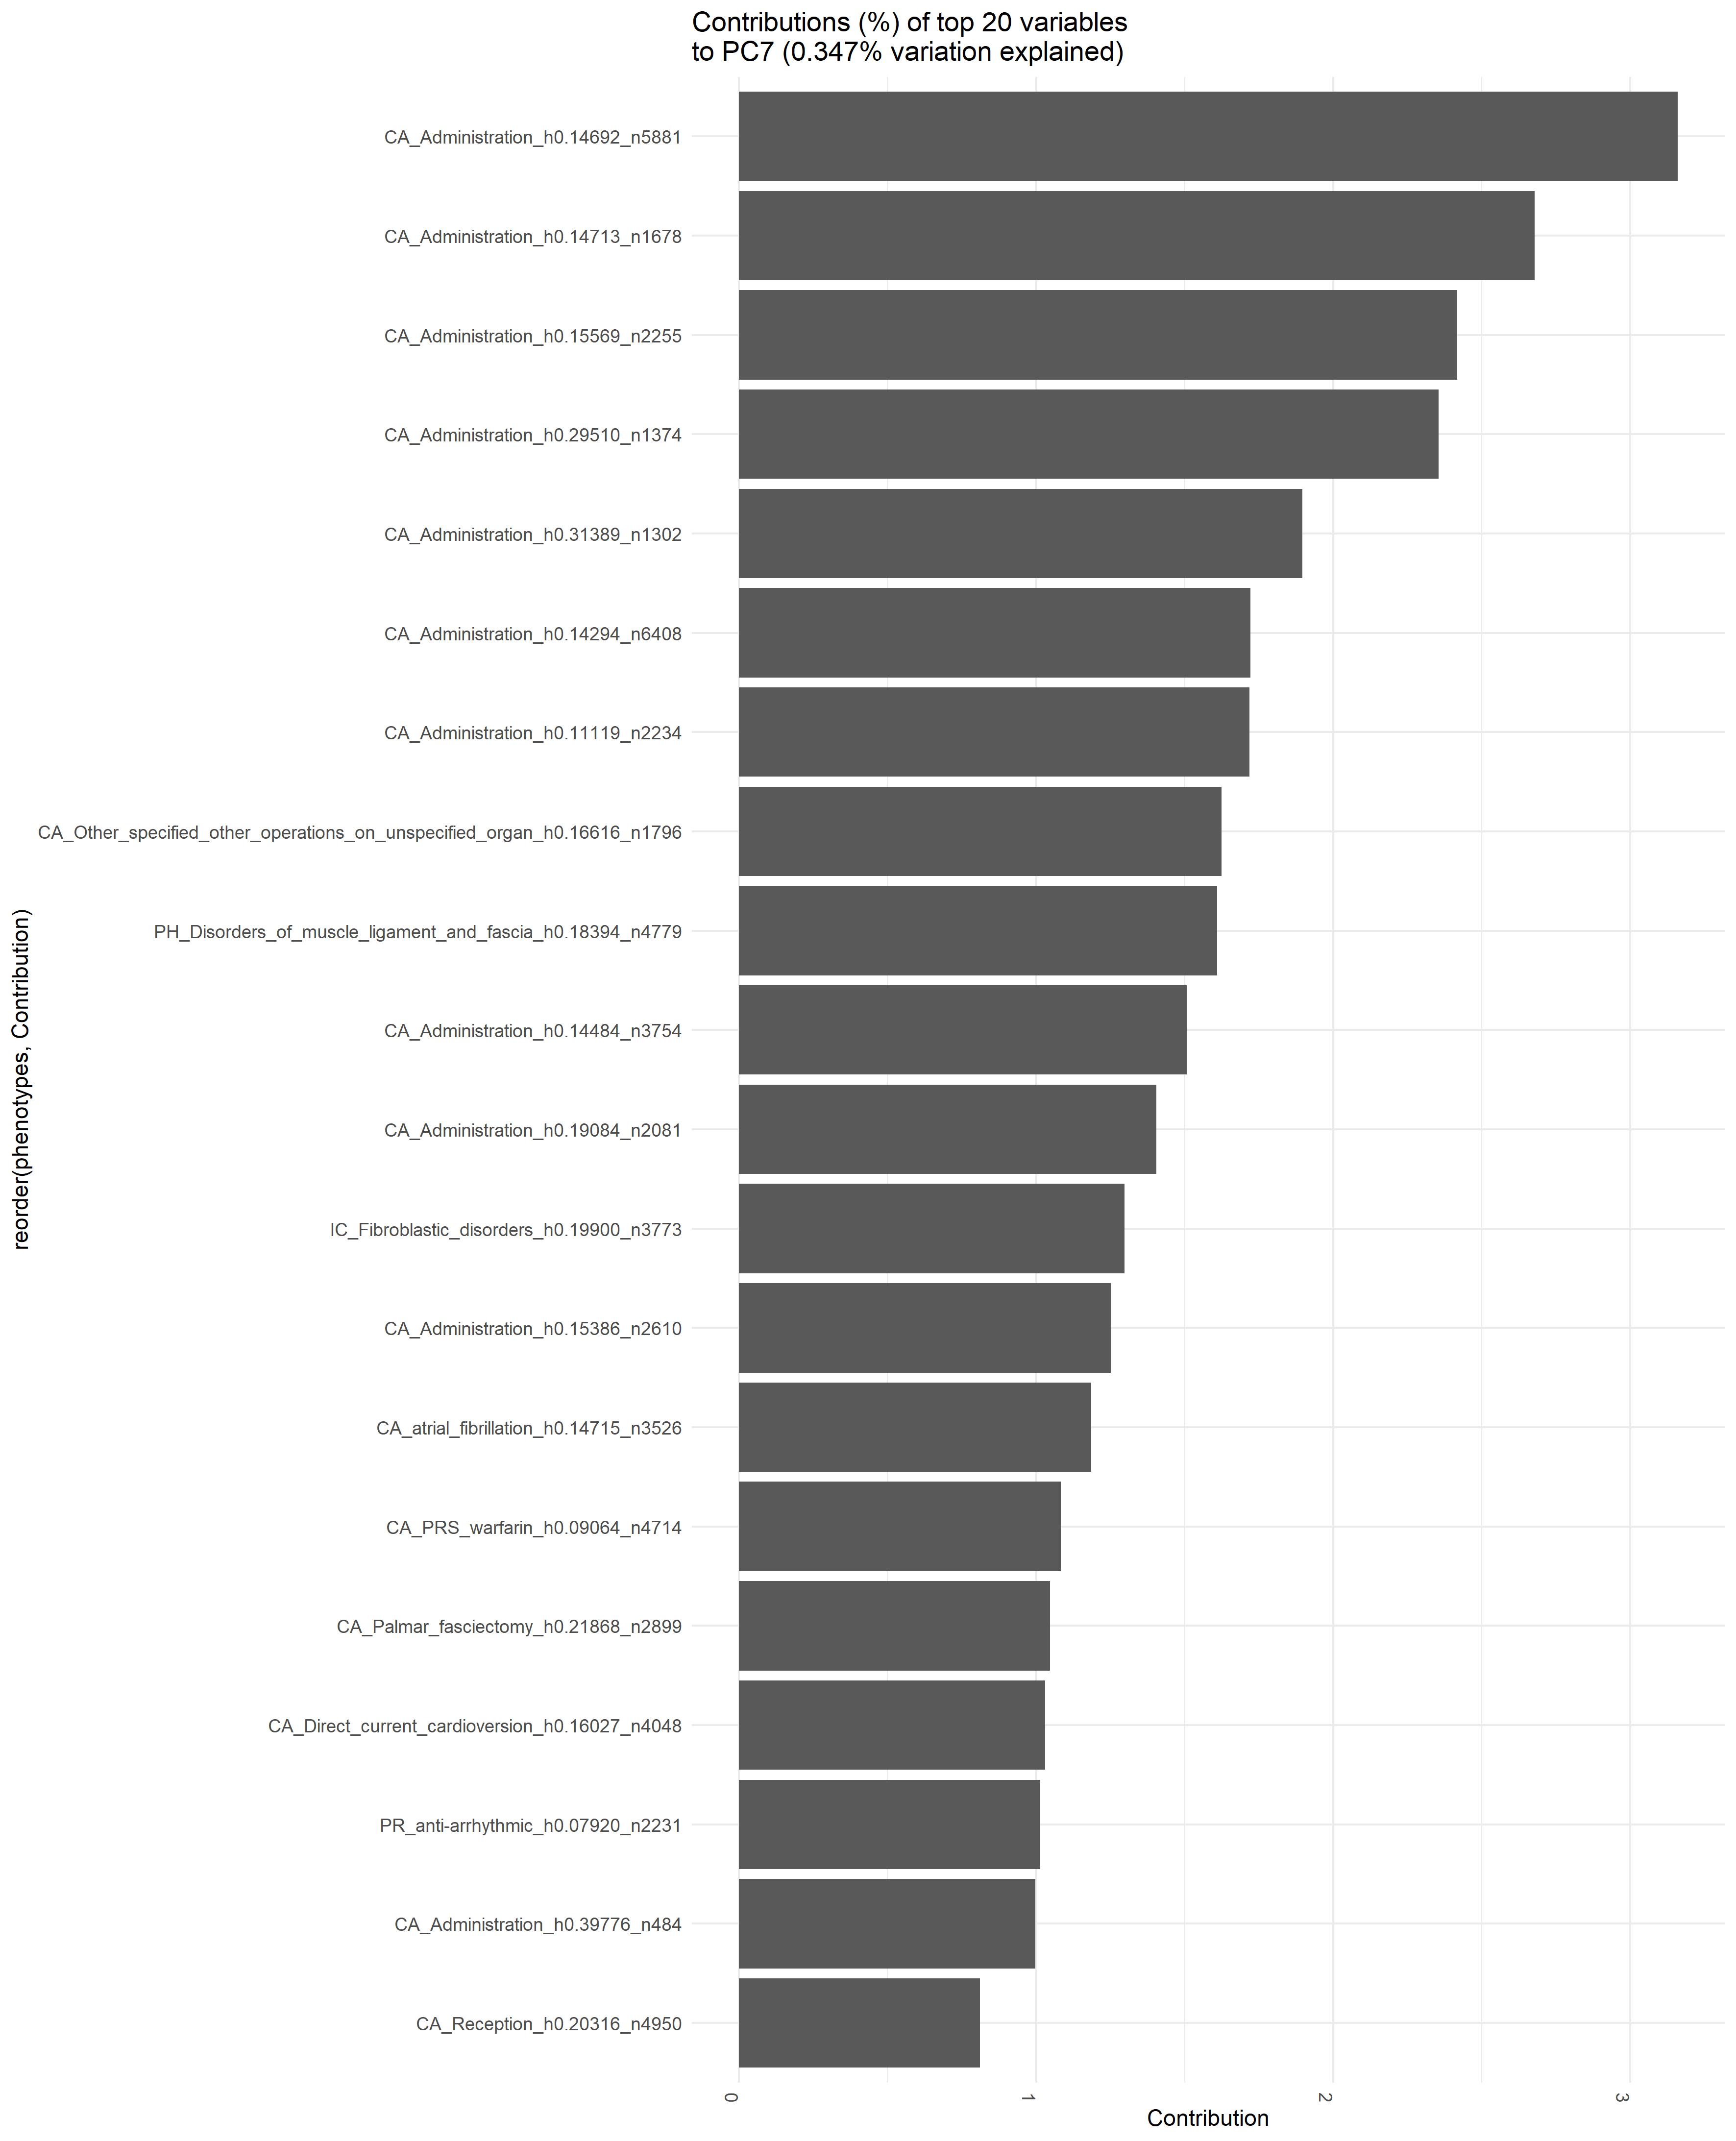 Contributions (%) of top 20 variables
to PC7 (0.347% variation explained)
CA_Administration_h0.14692_n5881
CA_Administration_h0.14713_n1678
CA_Administration_h0.15569_n2255
CA_Administration_h0.29510_n1374
CA_Administration_h0.31389_n1302
CA_Administration_h0.14294_n6408
CA_Administration_h0.11119_n2234
CA_Other_specified_other_operations_on_unspecified_organ_h0.16616_n1796
PH_Disorders_of_muscle_ligament_and_fascia_h0.18394_n4779
CA_Administration_h0.14484_n3754
CA_Administration_h0.19084_n2081
IC_Fibroblastic_disorders_h0.19900_n3773
CA_Administration_h0.15386_n2610
CA_atrial_fibrillation_h0.14715_n3526
CA_PRS_warfarin_h0.09064_n4714
CA_Palmar_fasciectomy_h0.21868_n2899
CA_Direct_current_cardioversion_h0.16027_n4048
PR_anti-arrhythmic_h0.07920_n2231
CA_Administration_h0.39776_n484
CA_Reception_h0.20316_n4950
reorder(phenotypes, Contribution)
0 1 2 3
Contribution